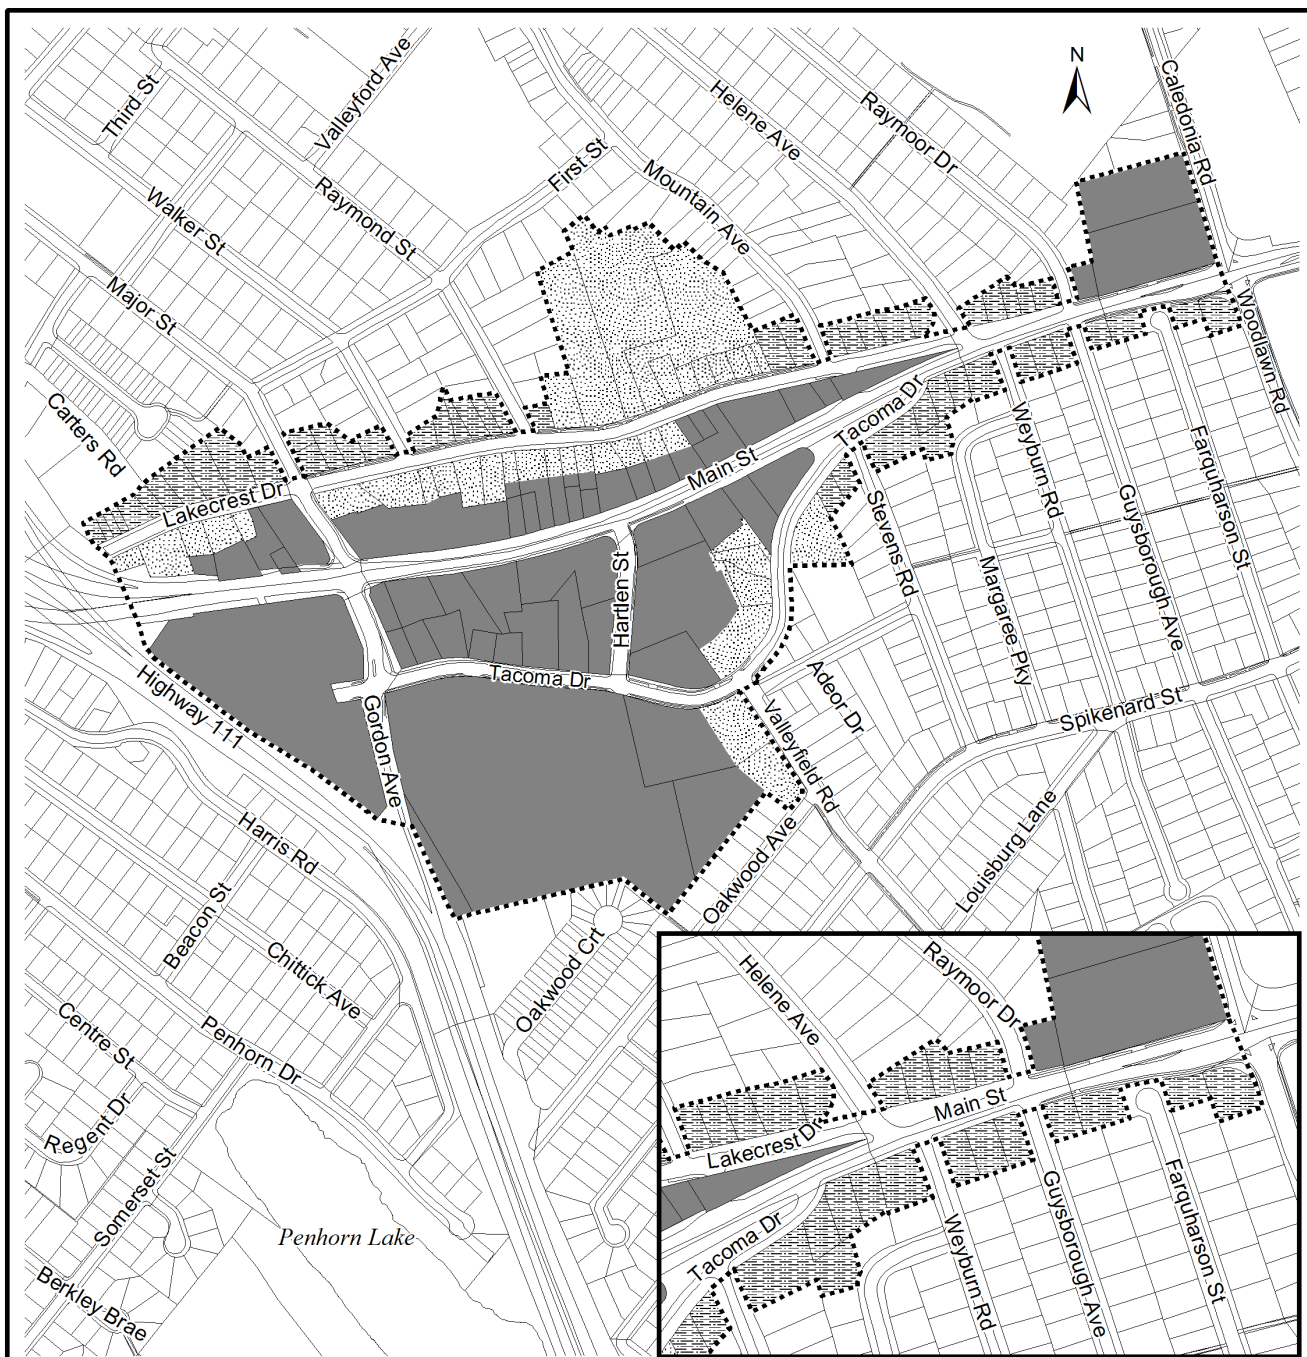 N
Third St
Valleyford Ave
Caledonia Rd
Helene Ave
Raymoor Dr
First St
Mountain Ave
Walker St
Raymond St
Major St
Woodlawn Rd
Carters Rd
Tacoma Dr
Weyburn Rd
Farquharson St
Lakecrest Dr
Main St
Stevens Rd
Guysborough Ave
Hartlen St
Margaree Pky
Tacoma Dr
Adeor Dr
Highway 111
Gordon Ave
Valleyfield Rd
Spikenard St
Harris Rd
Louisburg Lane
Oakwood Ave
Beacon St
Chittick Ave
Oakwood Crt
Centre St
Penhorn Dr
Regent Dr
Somerset St
Penhorn Lake
Berkley Brae
Helene Ave
Raymoor Dr
Main St
Lakecrest Dr
Tacoma Dr
Weyburn Rd
Guysborough Ave
Farquharson St